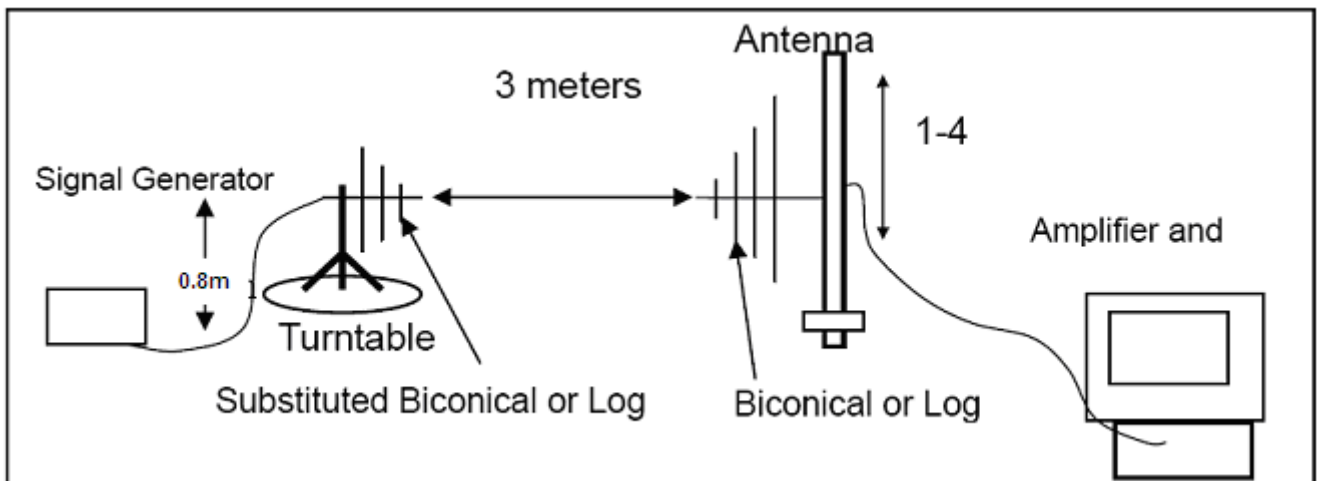 Antenna
3 meters
1-4
Signal Generator
Amplifier and
0.8m
Turntable
Substituted Biconical or Log
Biconical or Log